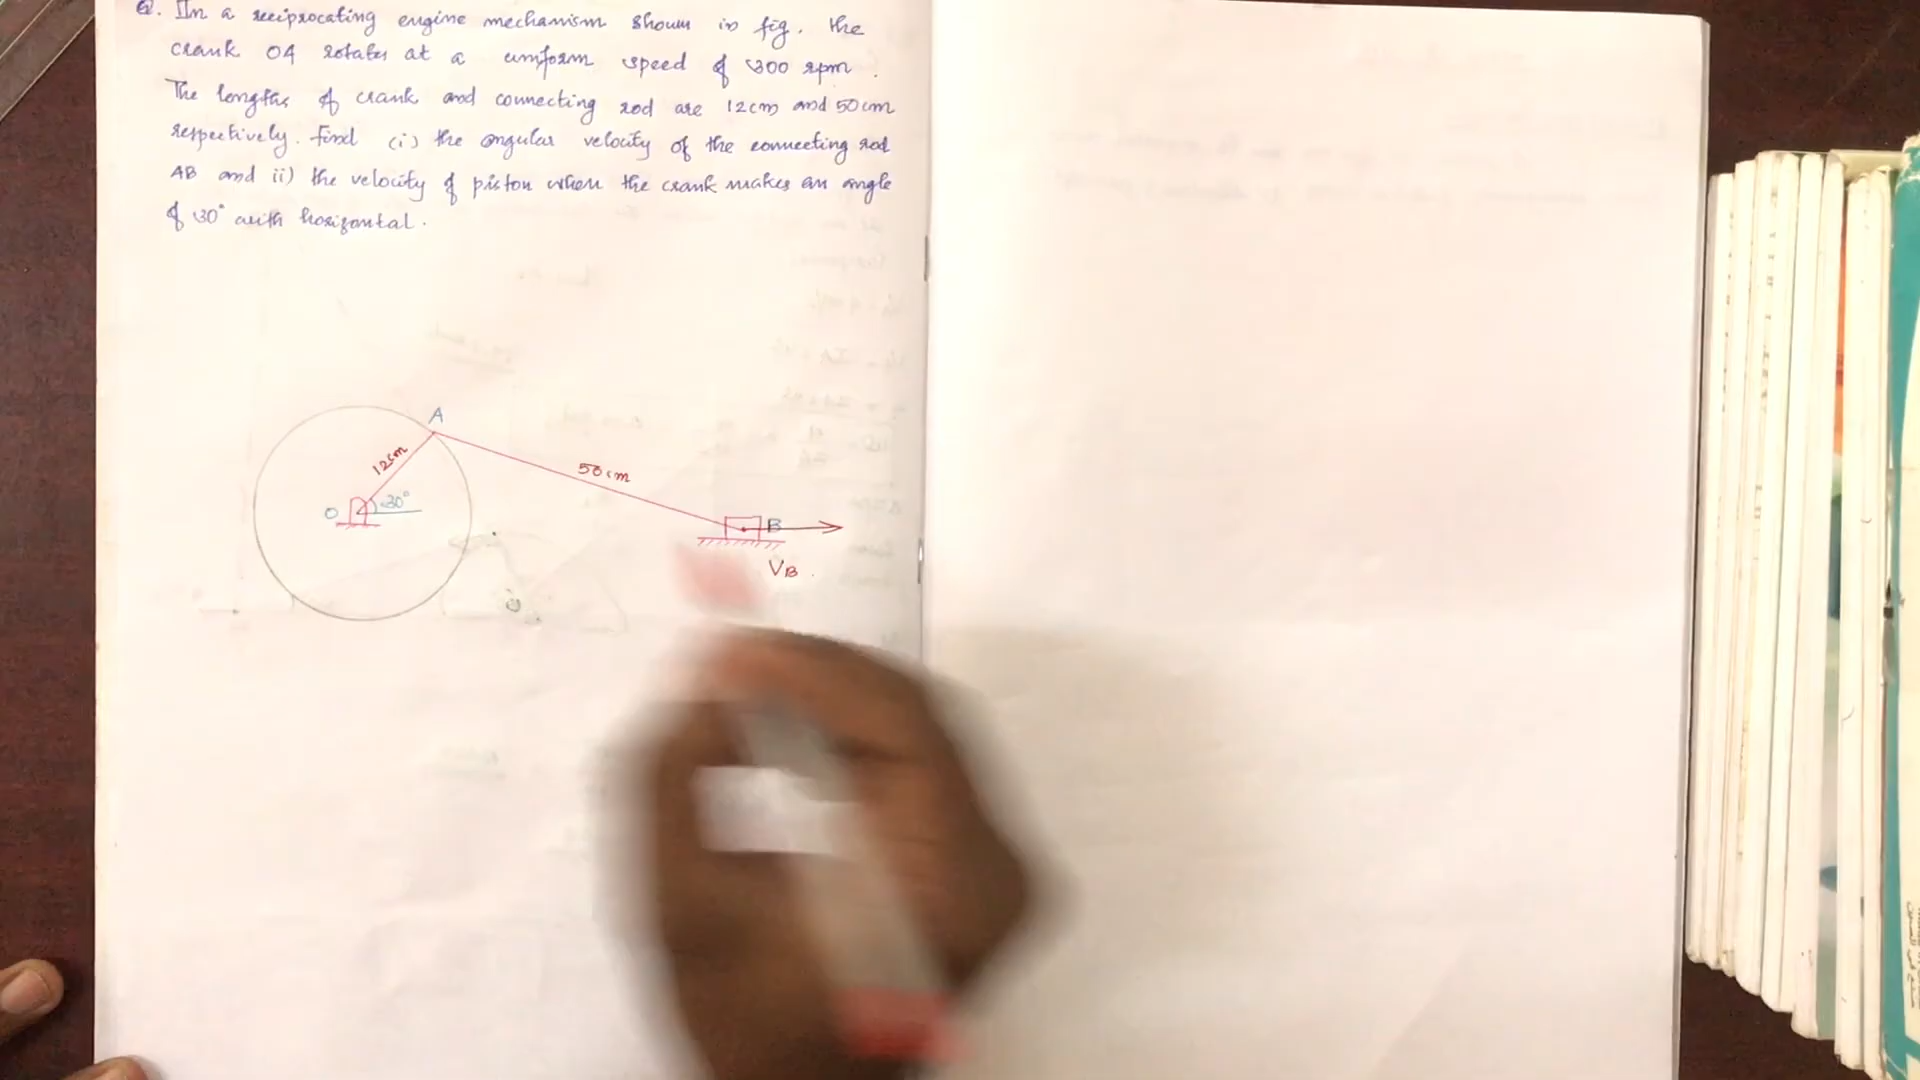 Q. In a reciprocating engine mechanism shown in fig. the
crank OA rotates at a uniform speed of 300 rpm.
The lengths of crank and connecting rod are 12cm and 50cm
respectively. Find (i) the angular velocity of the connecting rod
AB and ii) the velocity of piston when the crank makes an angle
of 30° with horizontal.
A
12cm
50cm
O
30°
B
VB